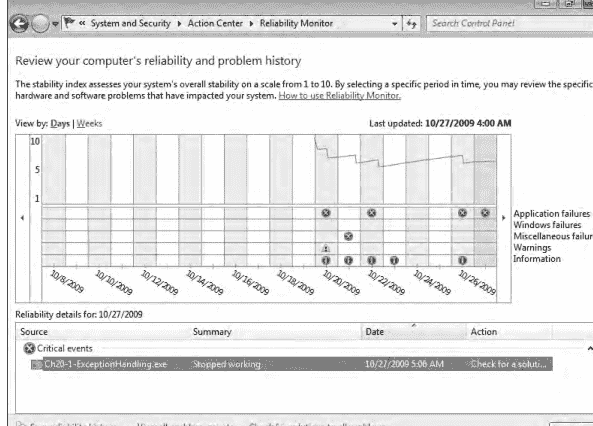 « System and Security ▸ Action Center ▸ Reliability Monitor
Search Control Panel
Review your computer's reliability and problem history
The stability index assesses your system's overall stability on a scale from 1 to 10. By selecting a specific period in time, you may review the specific
hardware and software problems that have impacted your system. How to use Reliability Monitor.
View by: Days | Weeks
Last updated: 10/27/2009 4:00 AM
10
5
1
Application failures
Windows failures
Miscellaneous failur
Warnings
Information
10/8/2009 10/10/2009 10/12/2009 10/14/2009 10/16/2009 10/18/2009 10/20/2009 10/22/2009 10/24/2009 10/26/2009
Reliability details for: 10/27/2009
Source Summary Date Action
Critical events
Ch20-1-ExceptionHandling.exe Stopped working 10/27/2009 5:06 AM Check for a soluti...